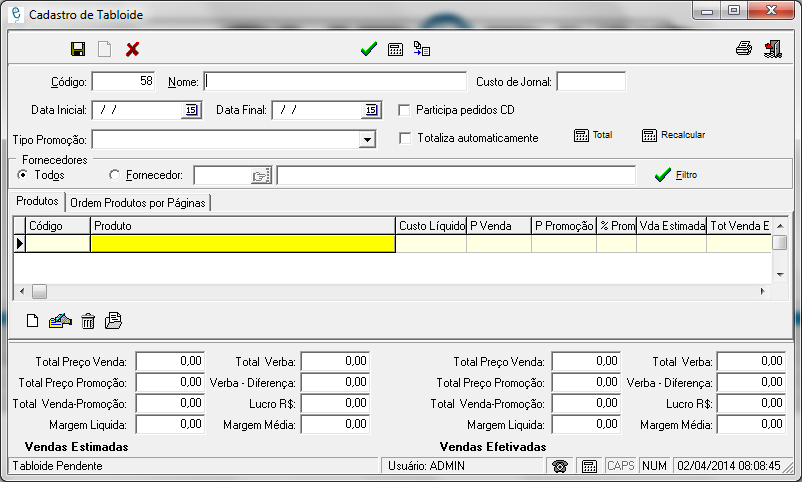 Cadastro de Tabloide
Código: 58 Nome: Custo de Jornal:
Data Inicial: / / 15 Data Final: / / 15 Participa pedidos CD
Tipo Promoção: Totaliza automaticamente Total Recalcular
Fornecedores
Todos Fornecedor: Filtro
Produtos Ordem Produtos por Páginas
Código Produto Custo Líquido P Venda P Promoção % Prom Vda Estimada Tot Venda E
Total Preço Venda: 0,00 Total Verba: 0,00 Total Preço Venda: 0,00 Total Verba: 0,00
Total Preço Promoção: 0,00 Verba - Diferença: 0,00 Total Preço Promoção: 0,00 Verba - Diferença: 0,00
Total Venda-Promoção: 0,00 Lucro R$: 0,00 Total Venda-Promoção: 0,00 Lucro R$: 0,00
Margem Liquida: 0,00 Margem Média: 0,00 Margem Liquida: 0,00 Margem Média: 0,00
Vendas Estimadas Vendas Efetivadas
Tabloide Pendente Usuário: ADMIN CAPS NUM 02/04/2014 08:08:45